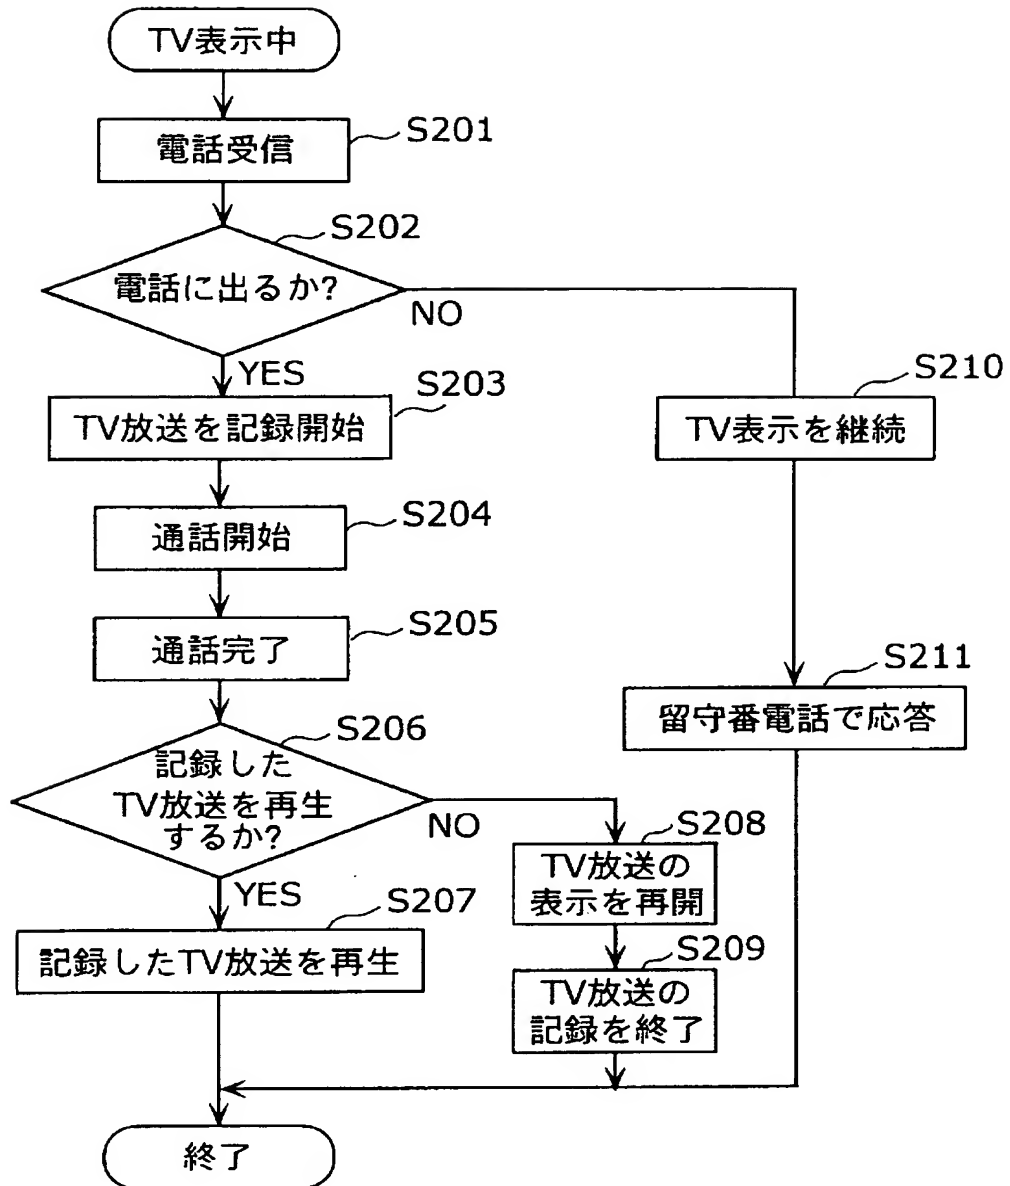 TV表示中
電話受信
S201
S202
電話に出るか?
NO
YES
S203
TV放送を記録開始
S210
TV表示を継続
S204
通話開始
S205
通話完了
S211
留守番電話で応答
S206
記録した
TV放送を再生
するか?
NO
YES
S208
TV放送の
表示を再開
S207
記録したTV放送を再生
S209
TV放送の
記録を終了
終了